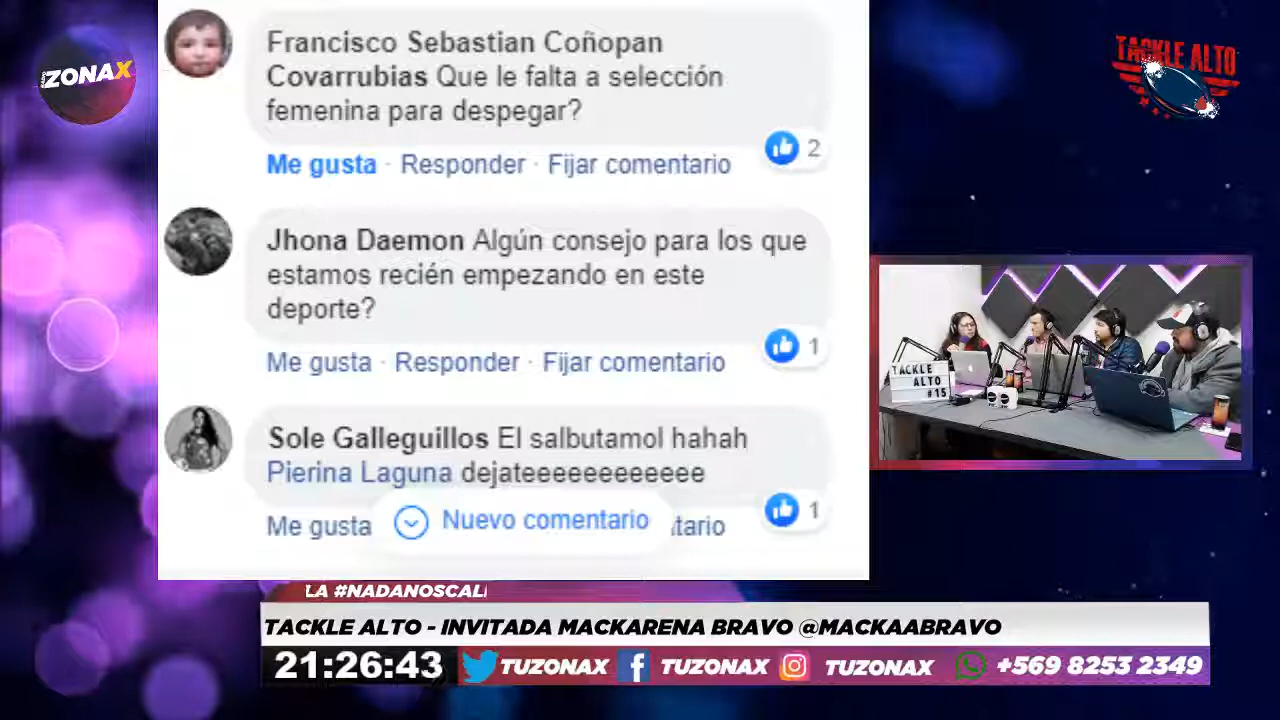 ZONAX
TACKLE ALTO
Francisco Sebastian Coñopan
Covarrubias Que le falta a selección
femenina para despegar?
2
Me gusta · Responder · Fijar comentario
Jhona Daemon Algún consejo para los que
estamos recién empezando en este
deporte?
1
Me gusta · Responder · Fijar comentario
Sole Galleguillos El salbutamol hahah
Pierina Laguna dejateeeeeeeeeeee
1
Me gusta
Nuevo comentario
tario
TACKLE
ALTO
#15
LA #NADANOSCAL
TACKLE ALTO - INVITADA MACKARENA BRAVO @MACKAABRAVO
21:26:43 TUZONAX TUZONAX TUZONAX +569 8253 2349